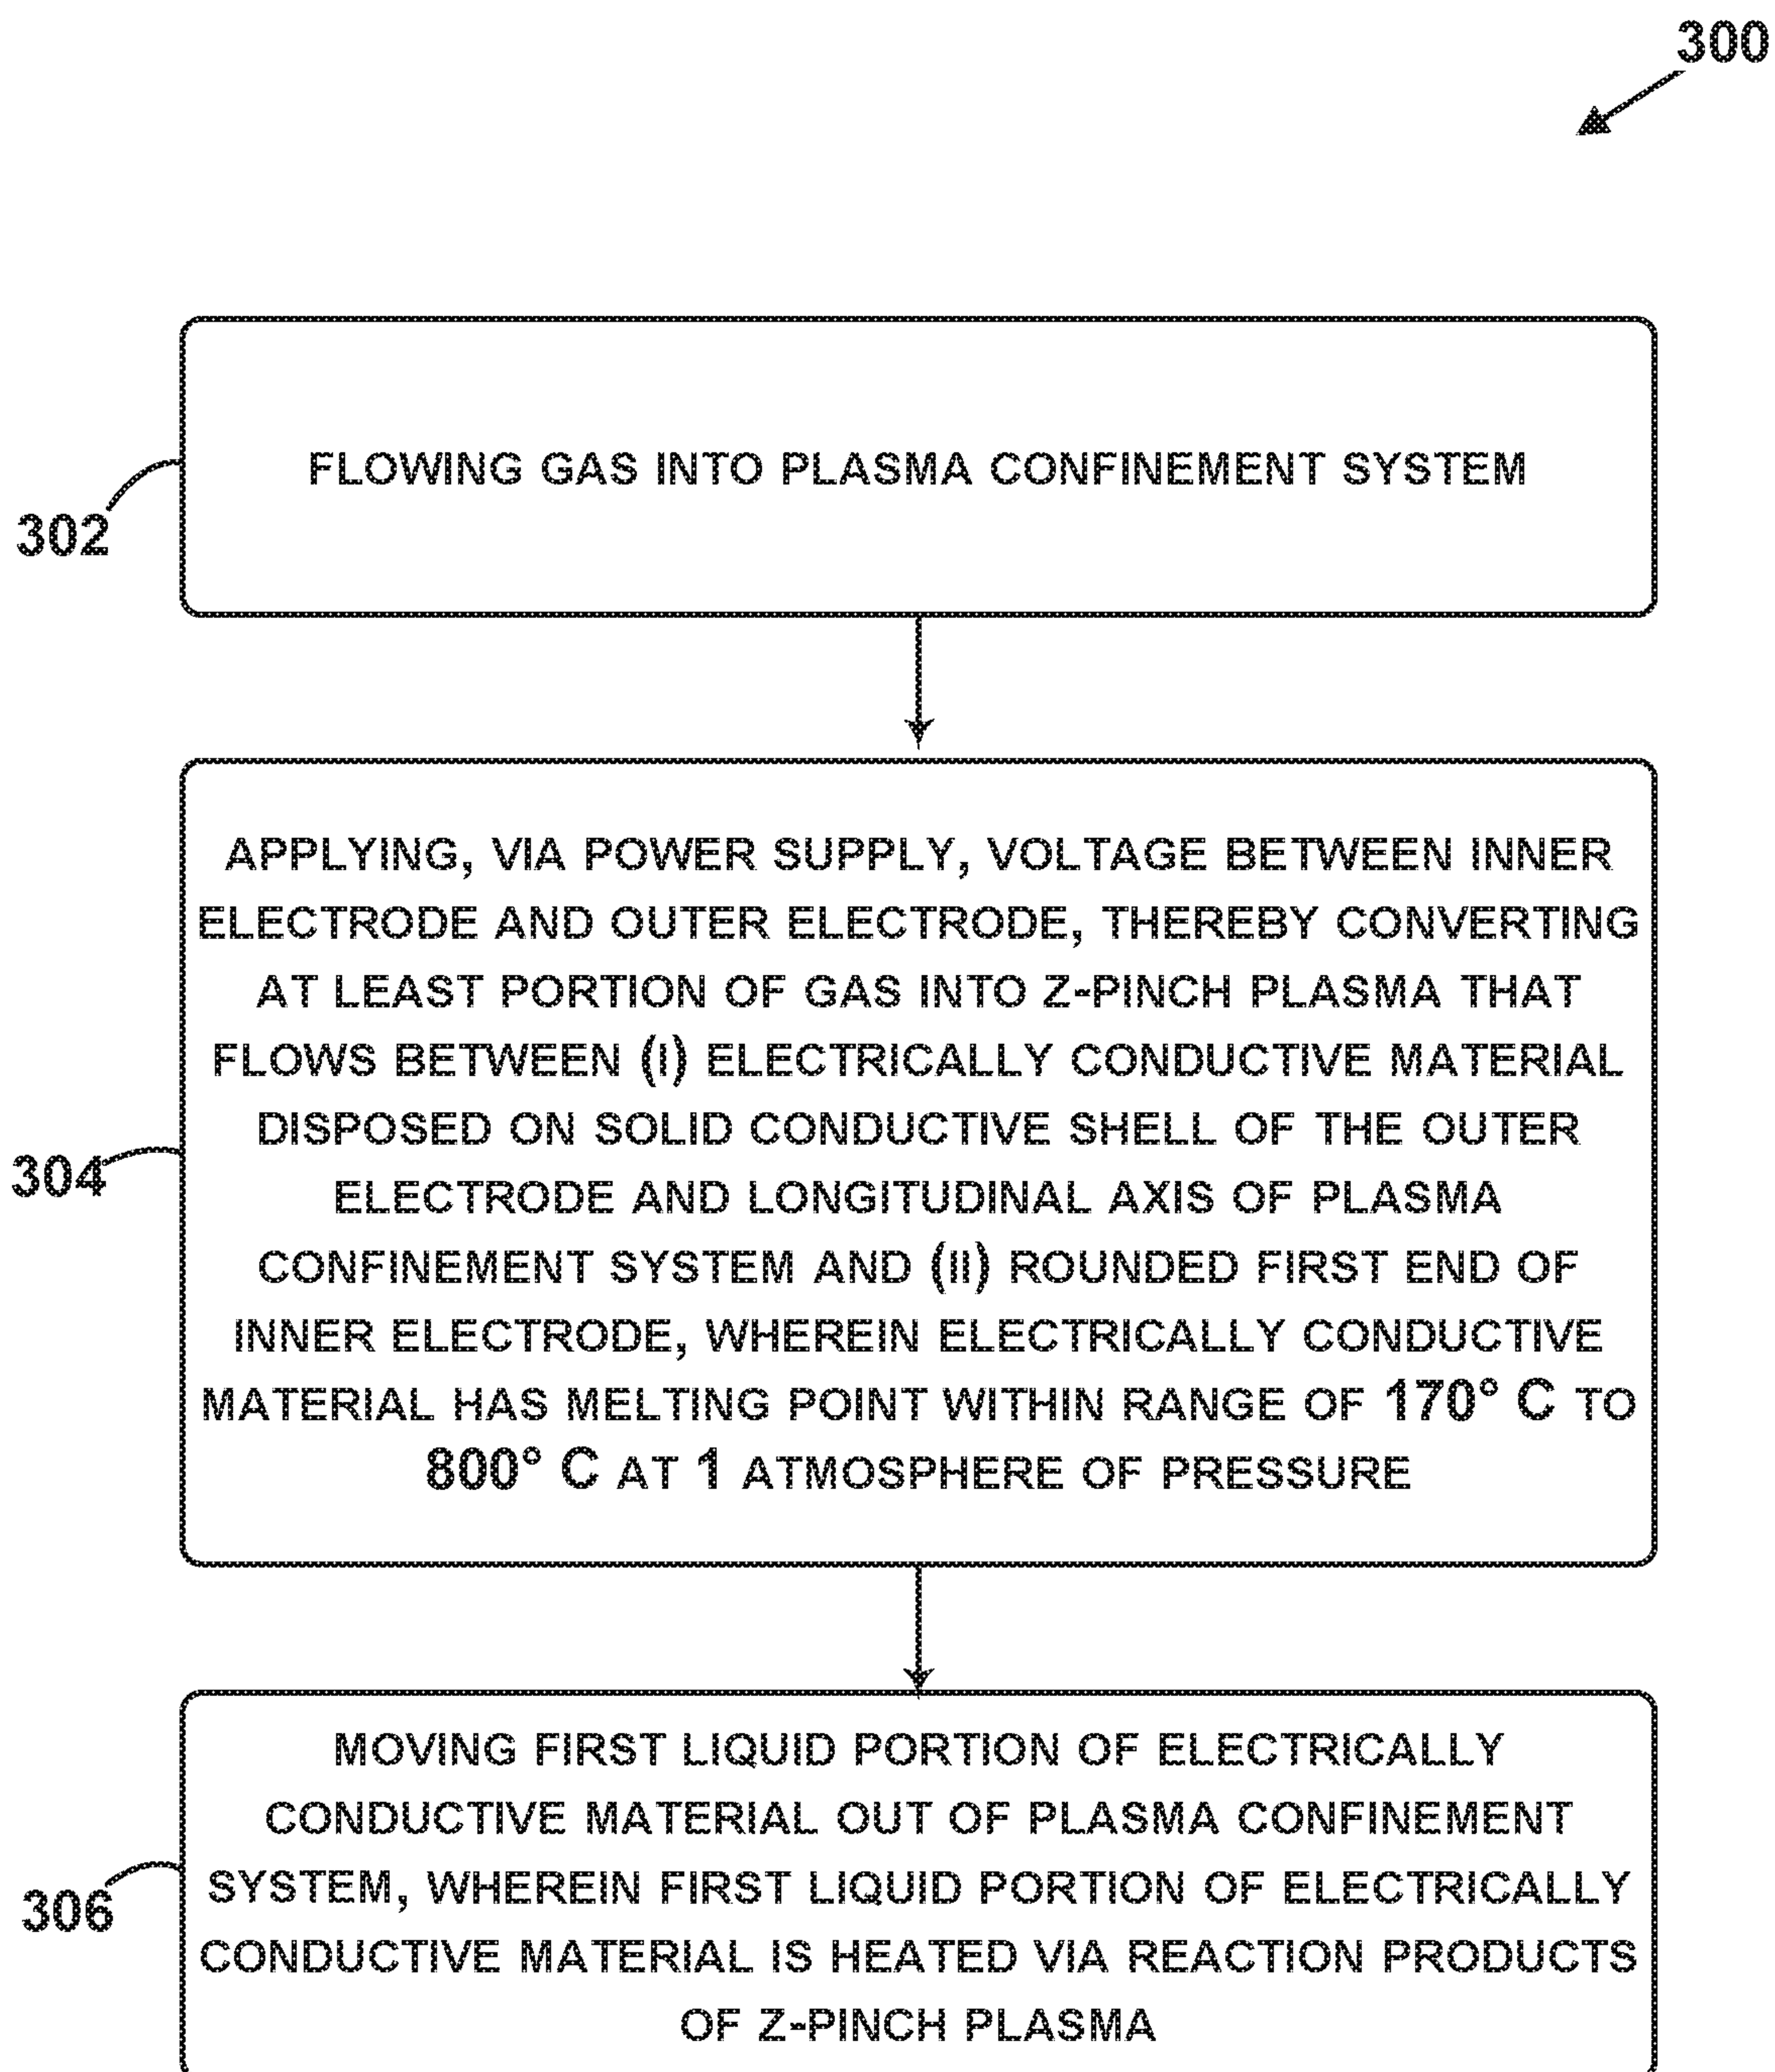 300
FLOWING GAS INTO PLASMA CONFINEMENT SYSTEM
302
APPLYING, VIA POWER SUPPLY, VOLTAGE BETWEEN INNER
ELECTRODE AND OUTER ELECTRODE, THEREBY CONVERTING
AT LEAST PORTION OF GAS INTO Z-PINCH PLASMA THAT
FLOWS BETWEEN (I) ELECTRICALLY CONDUCTIVE MATERIAL
DISPOSED ON SOLID CONDUCTIVE SHELL OF THE OUTER
ELECTRODE AND LONGITUDINAL AXIS OF PLASMA
CONFINEMENT SYSTEM AND (II) ROUNDED FIRST END OF
INNER ELECTRODE, WHEREIN ELECTRICALLY CONDUCTIVE
MATERIAL HAS MELTING POINT WITHIN RANGE OF 170° C TO
800° C AT 1 ATMOSPHERE OF PRESSURE
304
MOVING FIRST LIQUID PORTION OF ELECTRICALLY
CONDUCTIVE MATERIAL OUT OF PLASMA CONFINEMENT
SYSTEM, WHEREIN FIRST LIQUID PORTION OF ELECTRICALLY
CONDUCTIVE MATERIAL IS HEATED VIA REACTION PRODUCTS
OF Z-PINCH PLASMA
306